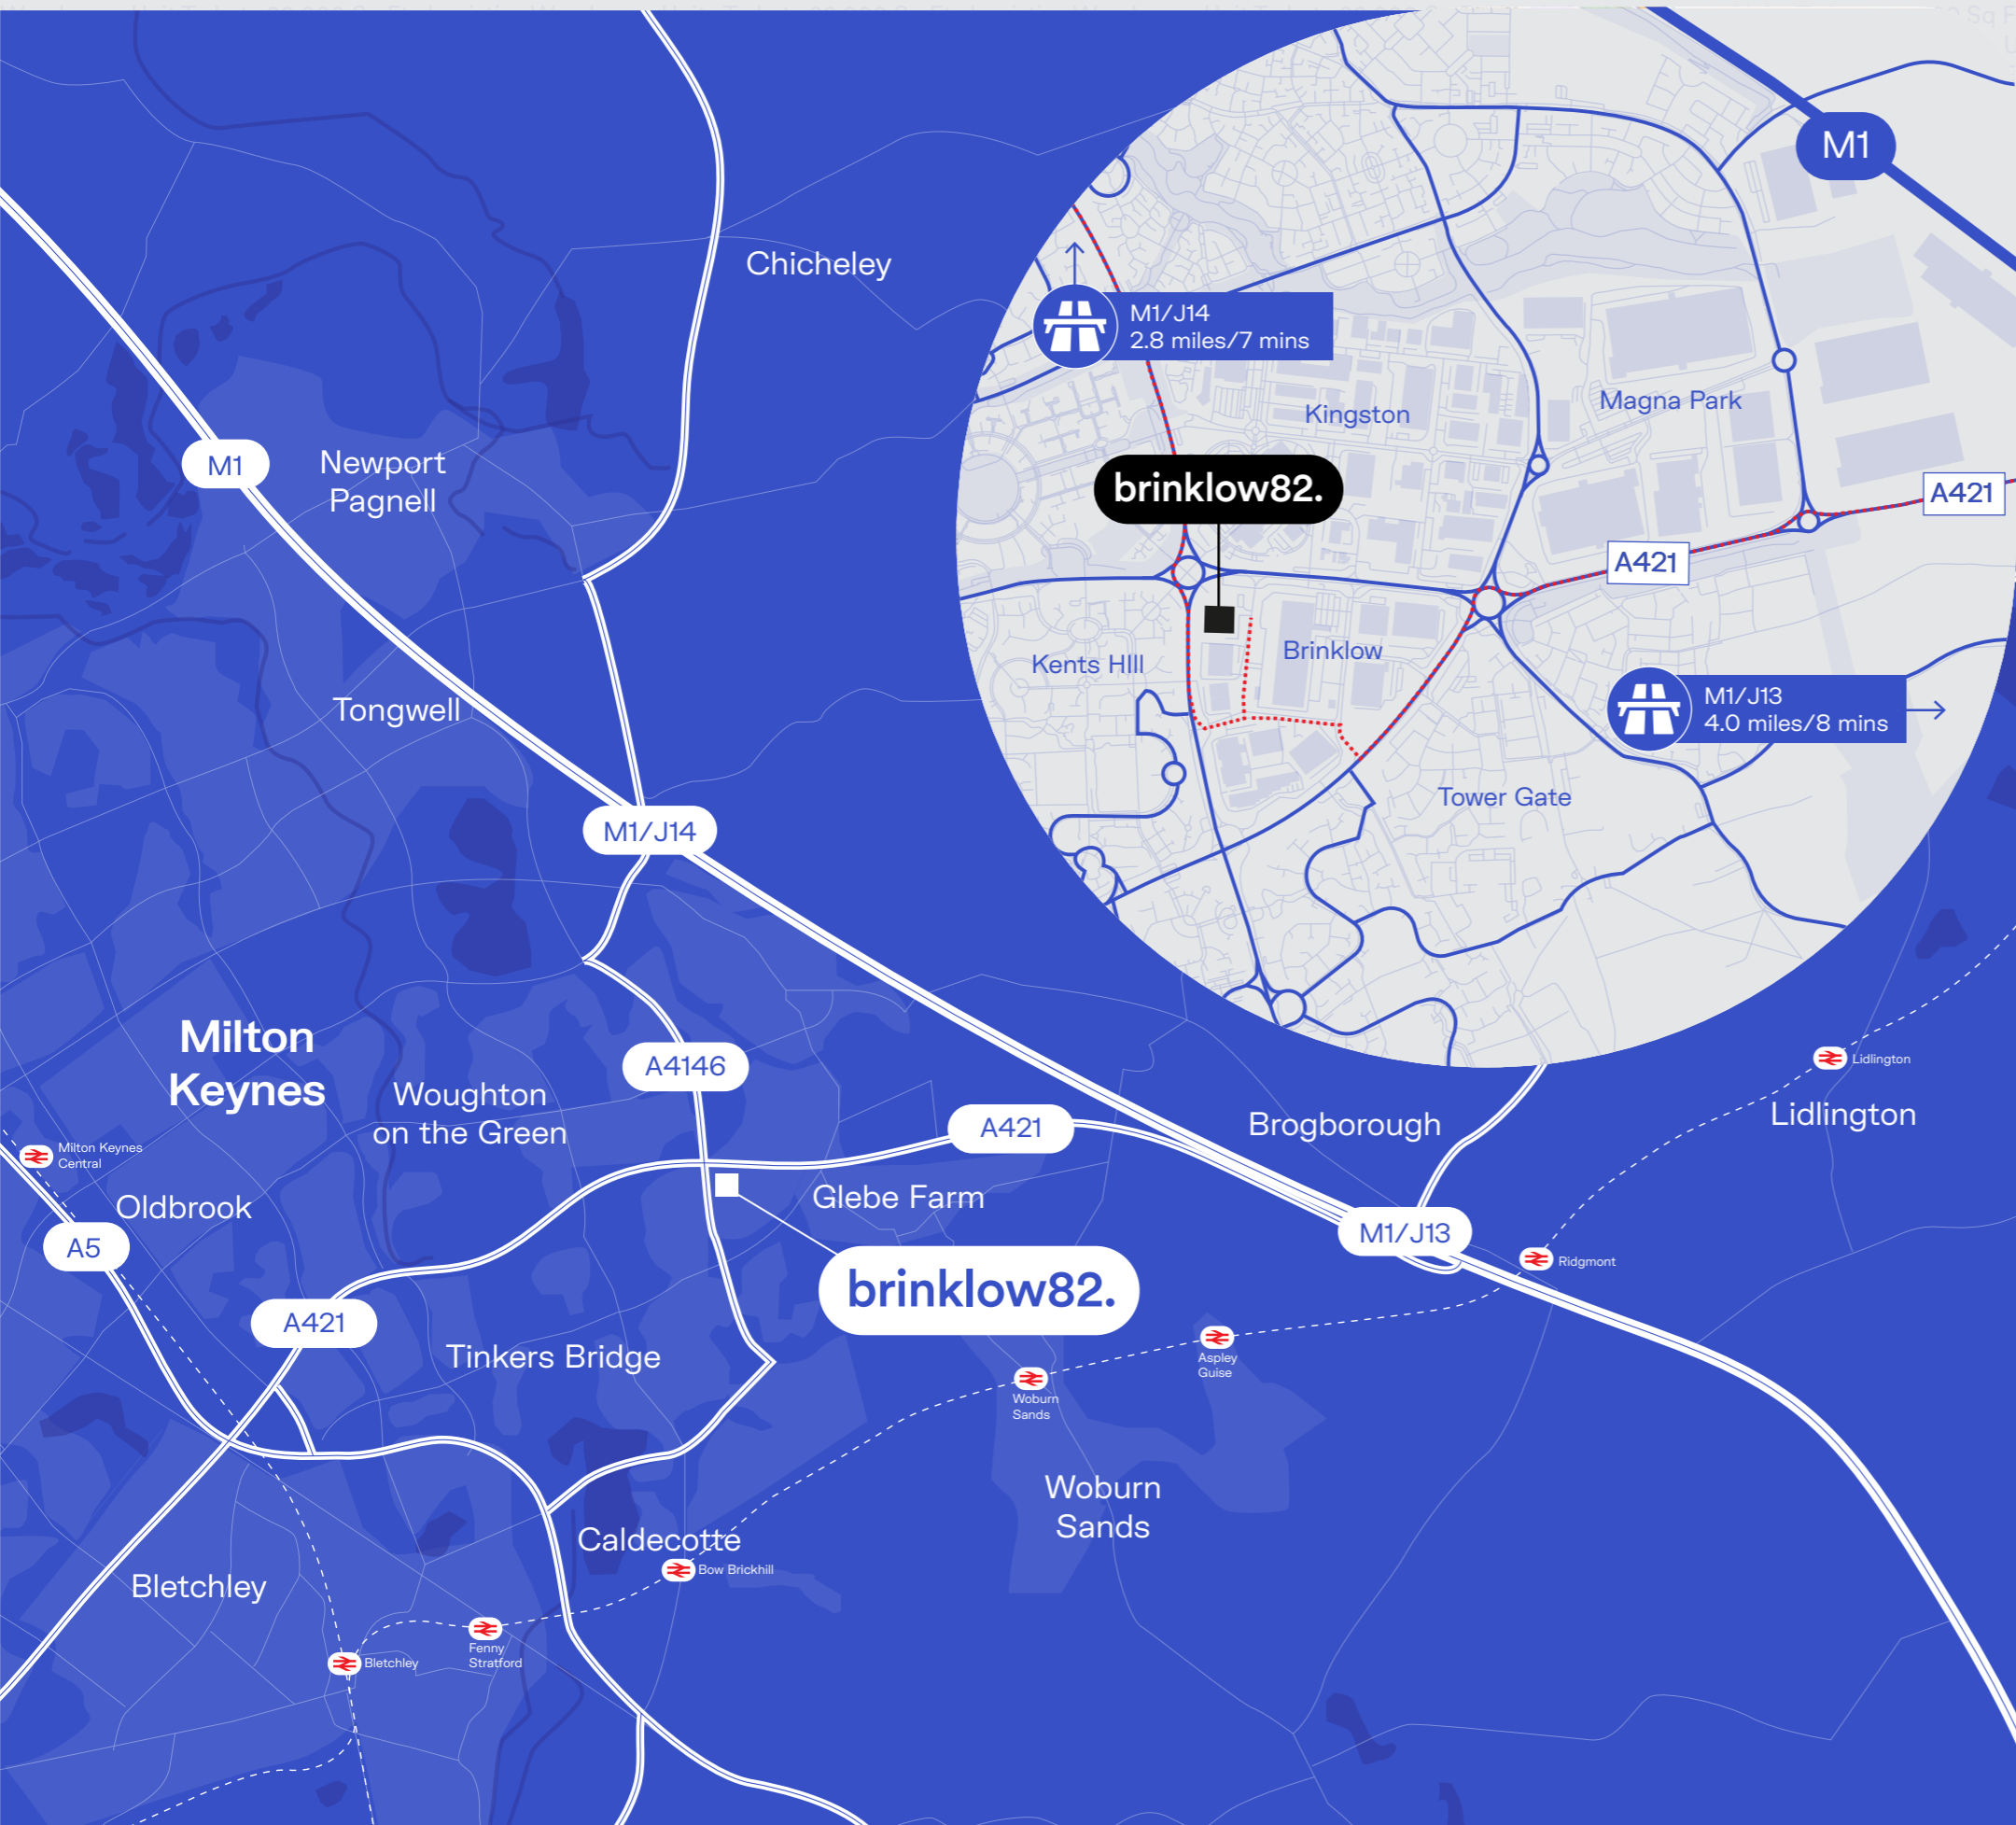 M1
Chicheley
M1/J14
2.8 miles/7 mins
Kingston
Magna Park
M1
Newport
Pagnell
brinklow82.
A421
A421
Kents HIll
Brinklow
M1/J13
4.0 miles/8 mins
Tongwell
Tower Gate
M1/J14
Milton
Keynes
Woughton
on the Green
A4146
A421
Brogborough
Lidlington
Lidlington
Milton Keynes
Central
Oldbrook
A5
Glebe Farm
M1/J13
Ridgmont
brinklow82.
A421
Tinkers Bridge
Aspley
Guise
Woburn
Sands
Woburn
Sands
Caldecotte
Bow Brickhill
Bletchley
Fenny
Stratford
Bletchley